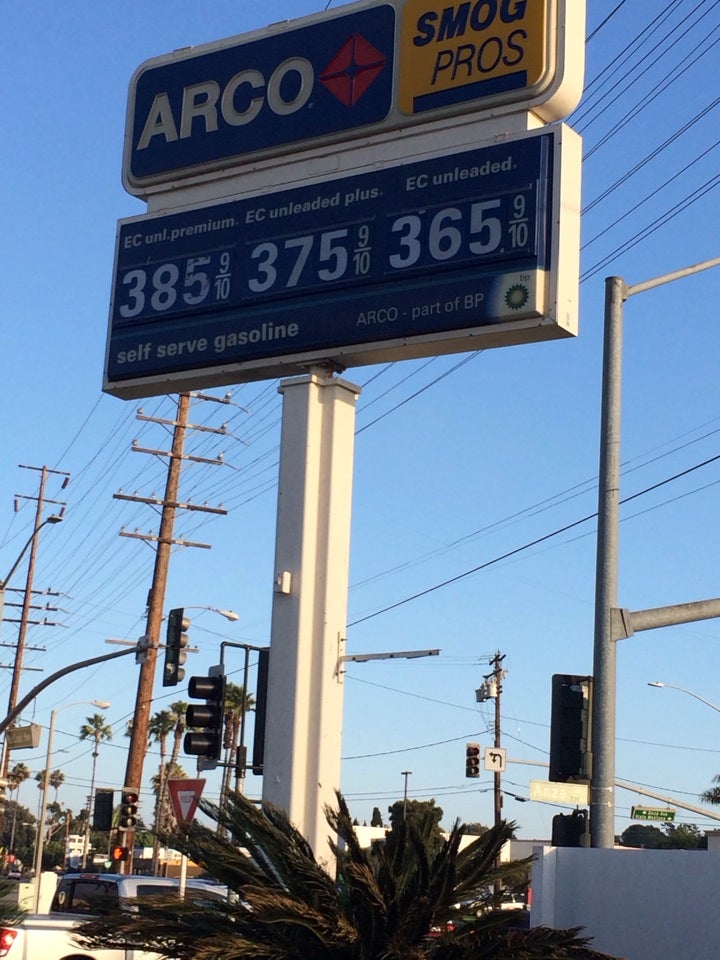 ARCO
SMOG
PROS
EC unl.premium. EC unleaded plus. EC unleaded.
385 9/10 375 9/10 365 9/10
self serve gasoline
ARCO - part of BP
bp
Anza